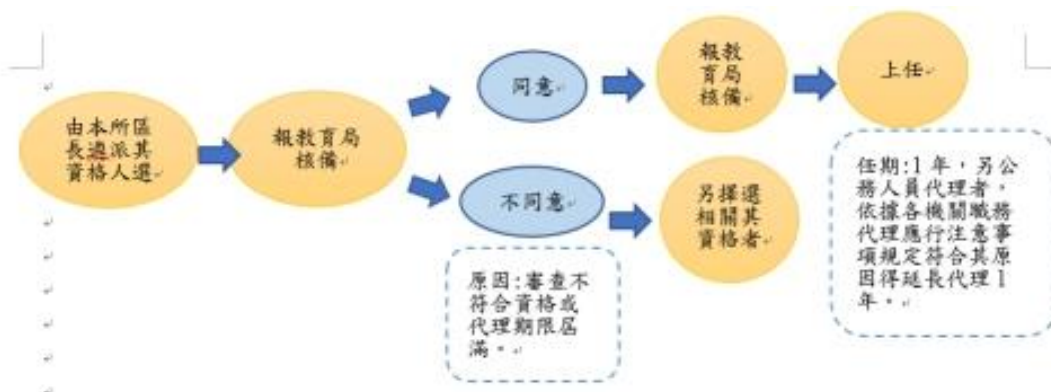 由本所區
長遴派其
資格人選
報教育局
核備
同意
報教
育局
核備
上任
不同意
另擇選
相關其
資格者
原因:審查不
符合資格或
代理期限屆
滿。
任期:1 年,另公
務人員代理者,
依據各機關職務
代理應行注意事
項規定符合其原
因得延長代理 1
年。